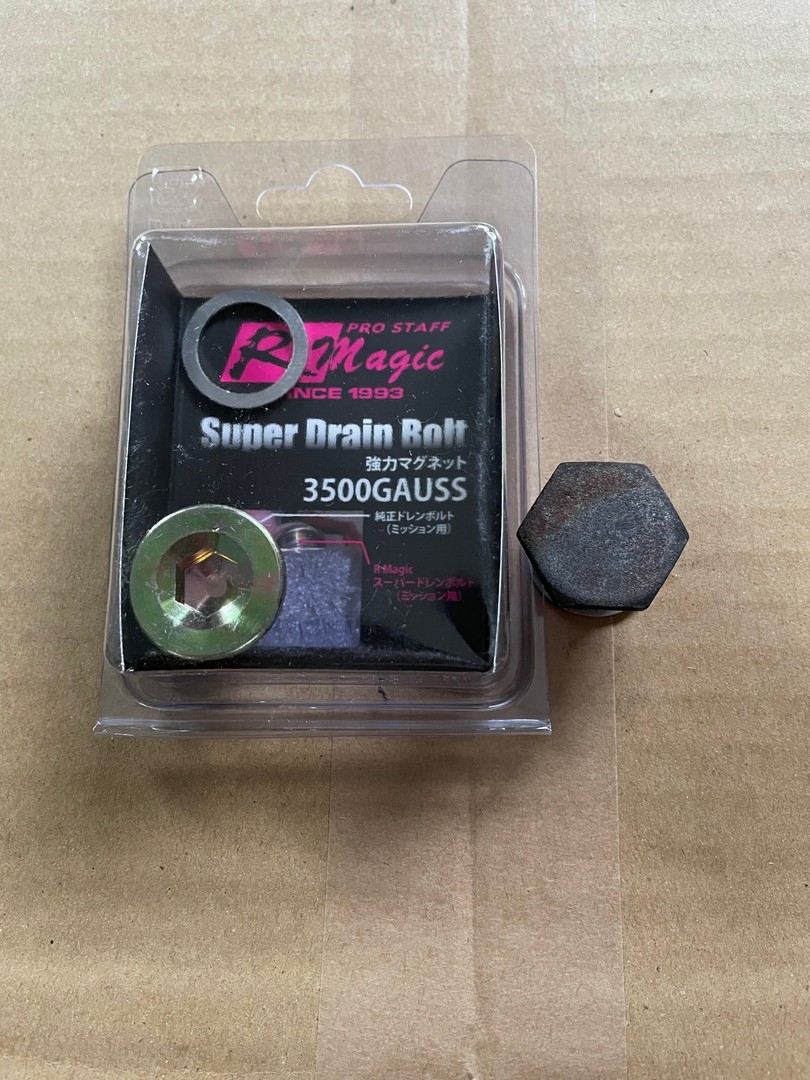 PRO STAFF
R Magic
SINCE 1993
Super Drain Bolt
強力マグネット
3500GAUSS
純正ドレンボルト
（ミッション用）
R Magic
スーパードレンボルト
（ミッション用）